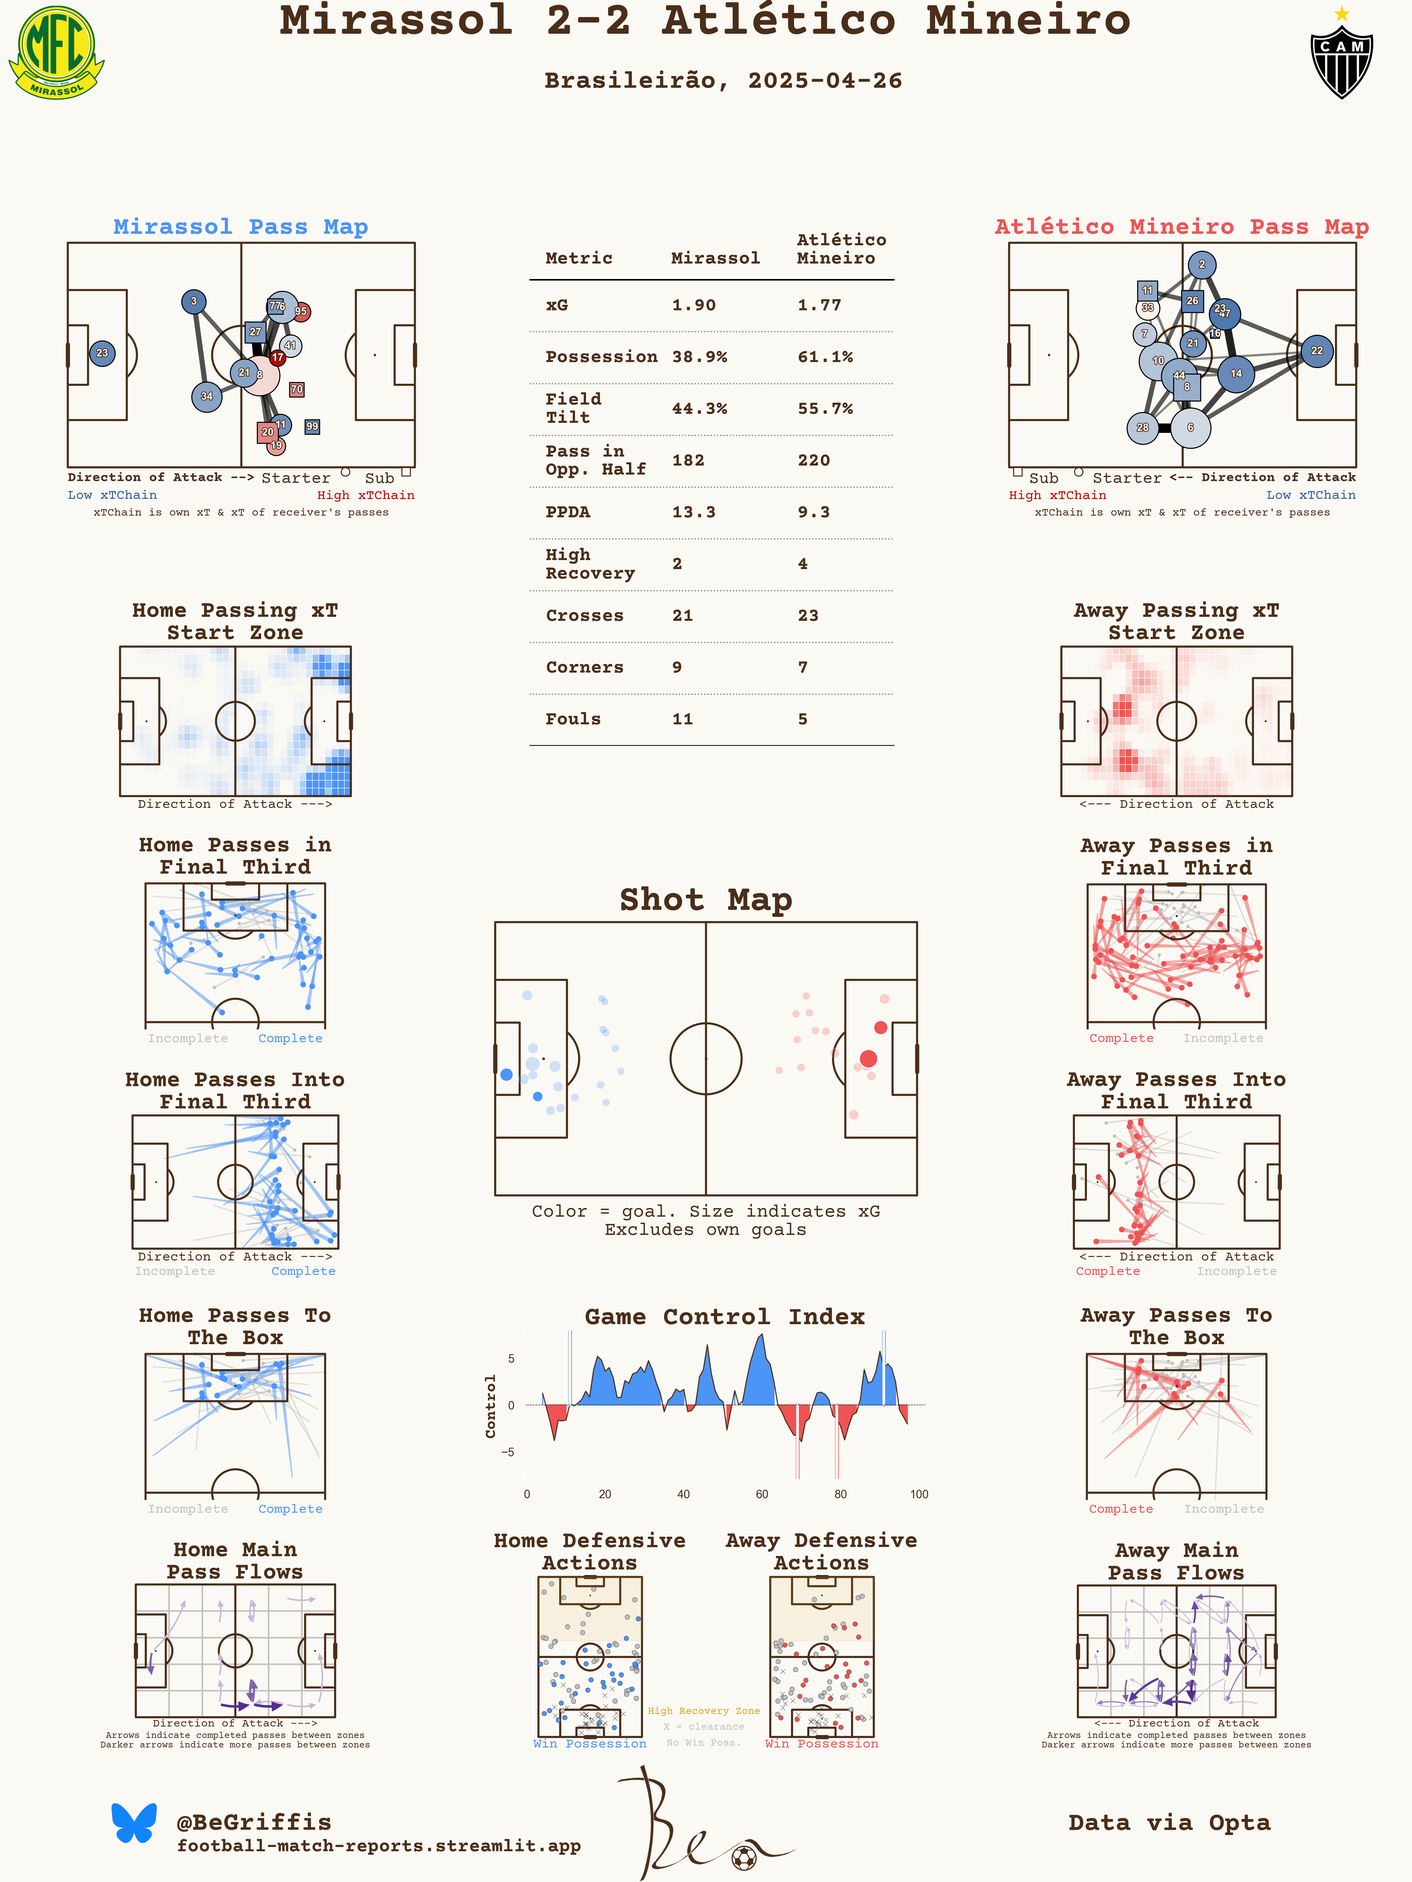 Mirassol 2-2 Atlético Mineiro
Brasileirão, 2025-04-26
MFC
MIRASSOL
CAM
Mirassol Pass Map
3
23
34
21
8
27
77
76
95
41
17
70
20
11
99
19
Direction of Attack --> Starter Sub
Low xTChain High xTChain
xTChain is own xT & xT of receiver's passes
Metric Mirassol Atlético Mineiro
xG 1.90 1.77
Possession 38.9% 61.1%
Field Tilt 44.3% 55.7%
Pass in Opp. Half 182 220
PPDA 13.3 9.3
High Recovery 2 4
Crosses 21 23
Corners 9 7
Fouls 11 5
Atlético Mineiro Pass Map
2
11
26
33
23
47
7
16
21
10
22
44
14
8
28
6
Sub Starter <-- Direction of Attack
High xTChain Low xTChain
xTChain is own xT & xT of receiver's passes
Home Passing xT
Start Zone
Direction of Attack --->
Away Passing xT
Start Zone
<--- Direction of Attack
Home Passes in
Final Third
Incomplete Complete
Away Passes in
Final Third
Complete Incomplete
Shot Map
Color = goal. Size indicates xG
Excludes own goals
Home Passes Into
Final Third
Direction of Attack --->
Incomplete Complete
Away Passes Into
Final Third
<--- Direction of Attack
Complete Incomplete
Home Passes To
The Box
Incomplete Complete
Game Control Index
Control
5
0
−5
0 20 40 60 80 100
Away Passes To
The Box
Complete Incomplete
Home Main
Pass Flows
Direction of Attack --->
Arrows indicate completed passes between zones
Darker arrows indicate more passes between zones
Home Defensive
Actions
Win Possession
Away Defensive
Actions
Win Possession
High Recovery Zone
X = clearance
No Win Poss.
Away Main
Pass Flows
<--- Direction of Attack
Arrows indicate completed passes between zones
Darker arrows indicate more passes between zones
@BeGriffis
football-match-reports.streamlit.app
Ben
Data via Opta